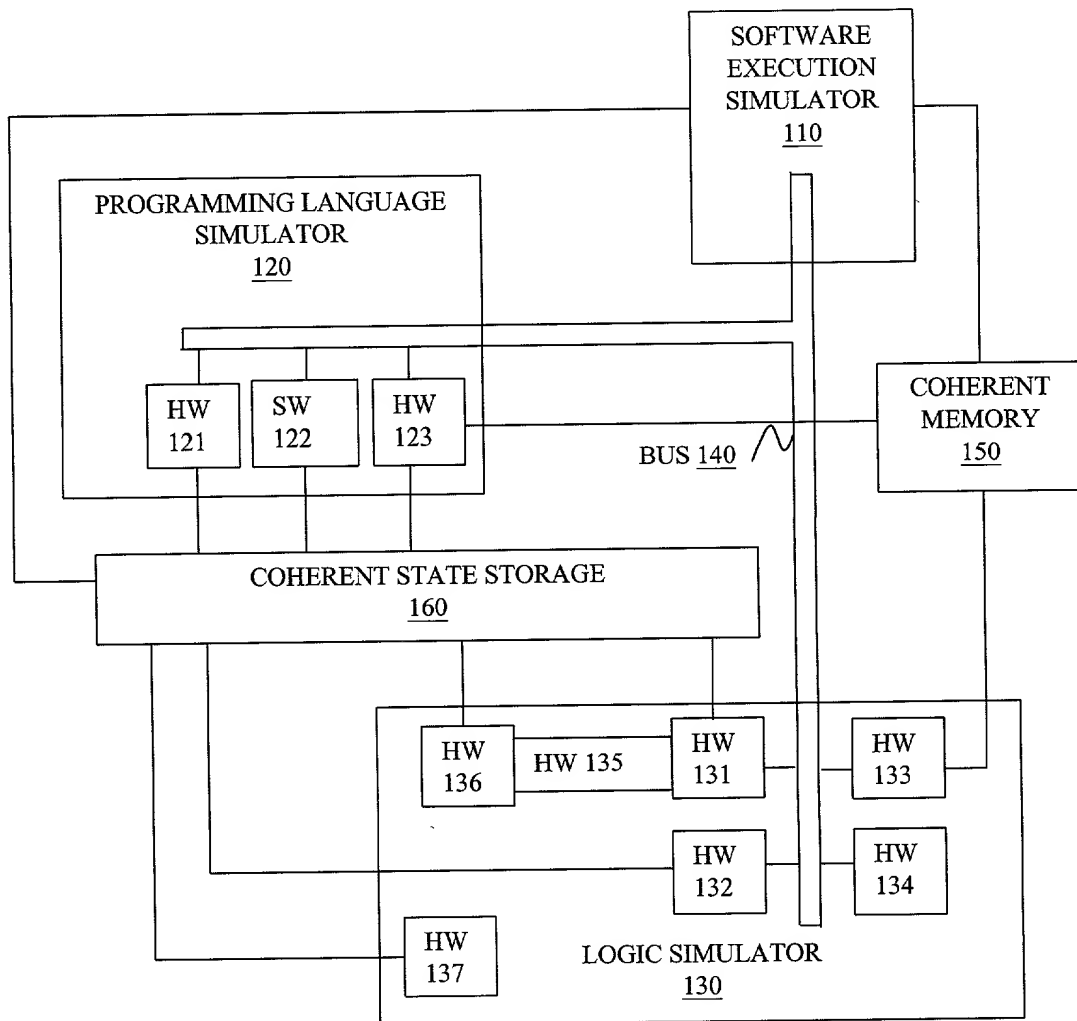 SOFTWARE
EXECUTION
SIMULATOR
110
PROGRAMMING LANGUAGE
SIMULATOR
120
HW
121
SW
122
HW
123
BUS 140
COHERENT
MEMORY
150
COHERENT STATE STORAGE
160
HW
136
HW 135
HW
131
HW
133
HW
132
HW
134
HW
137
LOGIC SIMULATOR
130